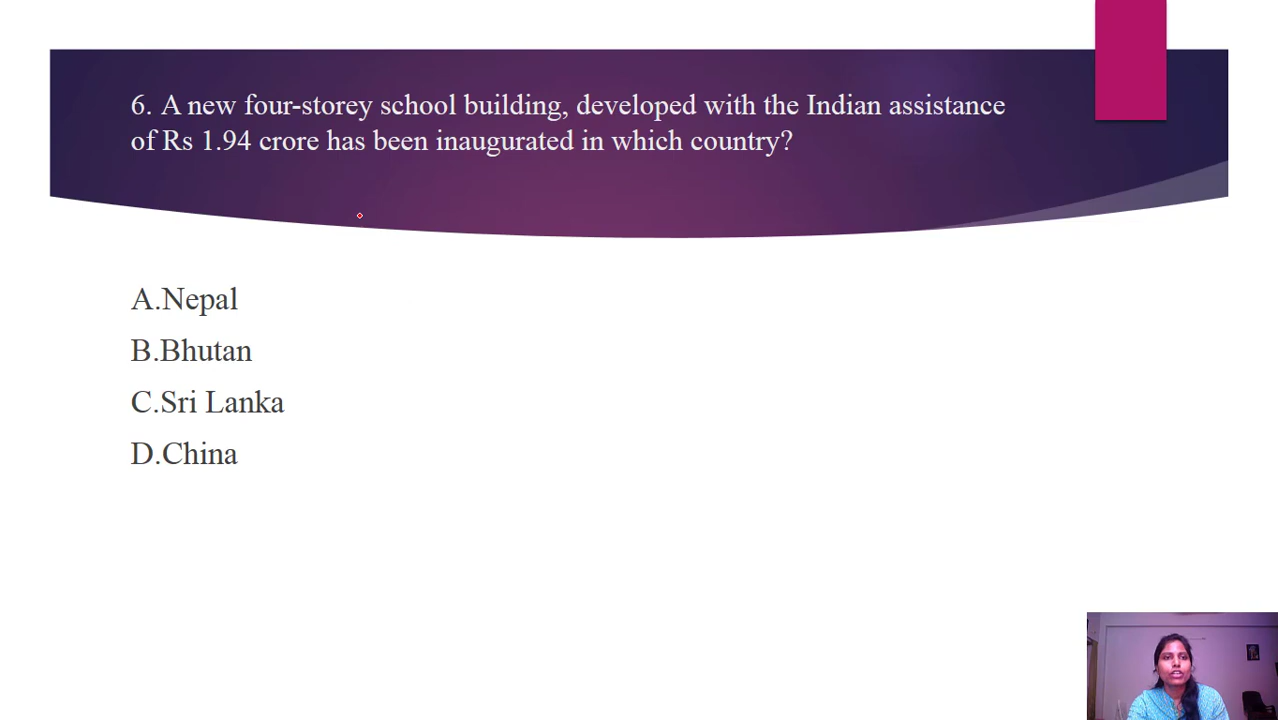 6. A new four-storey school building, developed with the Indian assistance
of Rs 1.94 crore has been inaugurated in which country?
A.Nepal
B.Bhutan
C.Sri Lanka
D.China